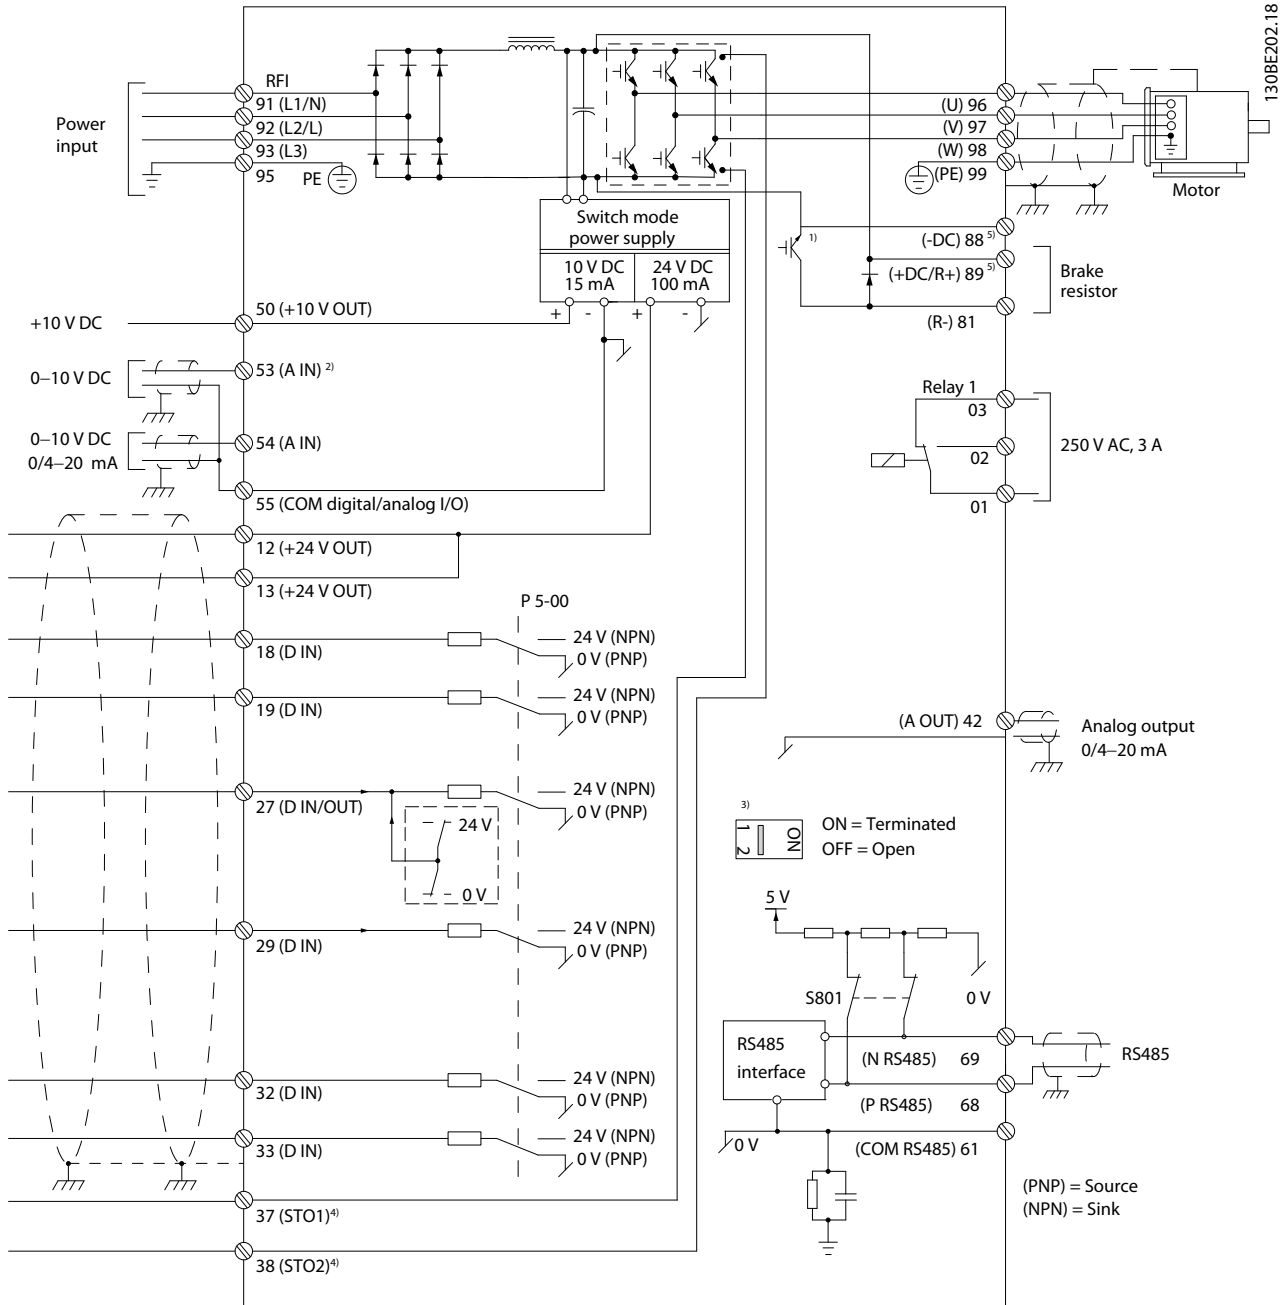 130BE202.18
RFI
Power
input
91 (L1/N)
92 (L2/L)
93 (L3)
95
PE
(U) 96
(V) 97
(W) 98
(PE) 99
Motor
Switch mode
power supply
10 V DC
15 mA
24 V DC
100 mA
+ - + -
1)
(-DC) 88 5)
(+DC/R+) 89 5)
(R-) 81
Brake
resistor
+10 V DC
50 (+10 V OUT)
0–10 V DC
53 (A IN) 2)
0–10 V DC
0/4–20 mA
54 (A IN)
55 (COM digital/analog I/O)
12 (+24 V OUT)
13 (+24 V OUT)
Relay 1
03
02
01
250 V AC, 3 A
P 5-00
18 (D IN)
24 V (NPN)
0 V (PNP)
19 (D IN)
24 V (NPN)
0 V (PNP)
27 (D IN/OUT)
24 V (NPN)
0 V (PNP)
24 V
0 V
29 (D IN)
24 V (NPN)
0 V (PNP)
32 (D IN)
24 V (NPN)
0 V (PNP)
33 (D IN)
24 V (NPN)
0 V (PNP)
37 (STO1)4)
38 (STO2)4)
(A OUT) 42
Analog output
0/4–20 mA
3)
1 2
ON
ON = Terminated
OFF = Open
5 V
S801
0 V
RS485
interface
(N RS485) 69
(P RS485) 68
RS485
0 V
(COM RS485) 61
(PNP) = Source
(NPN) = Sink